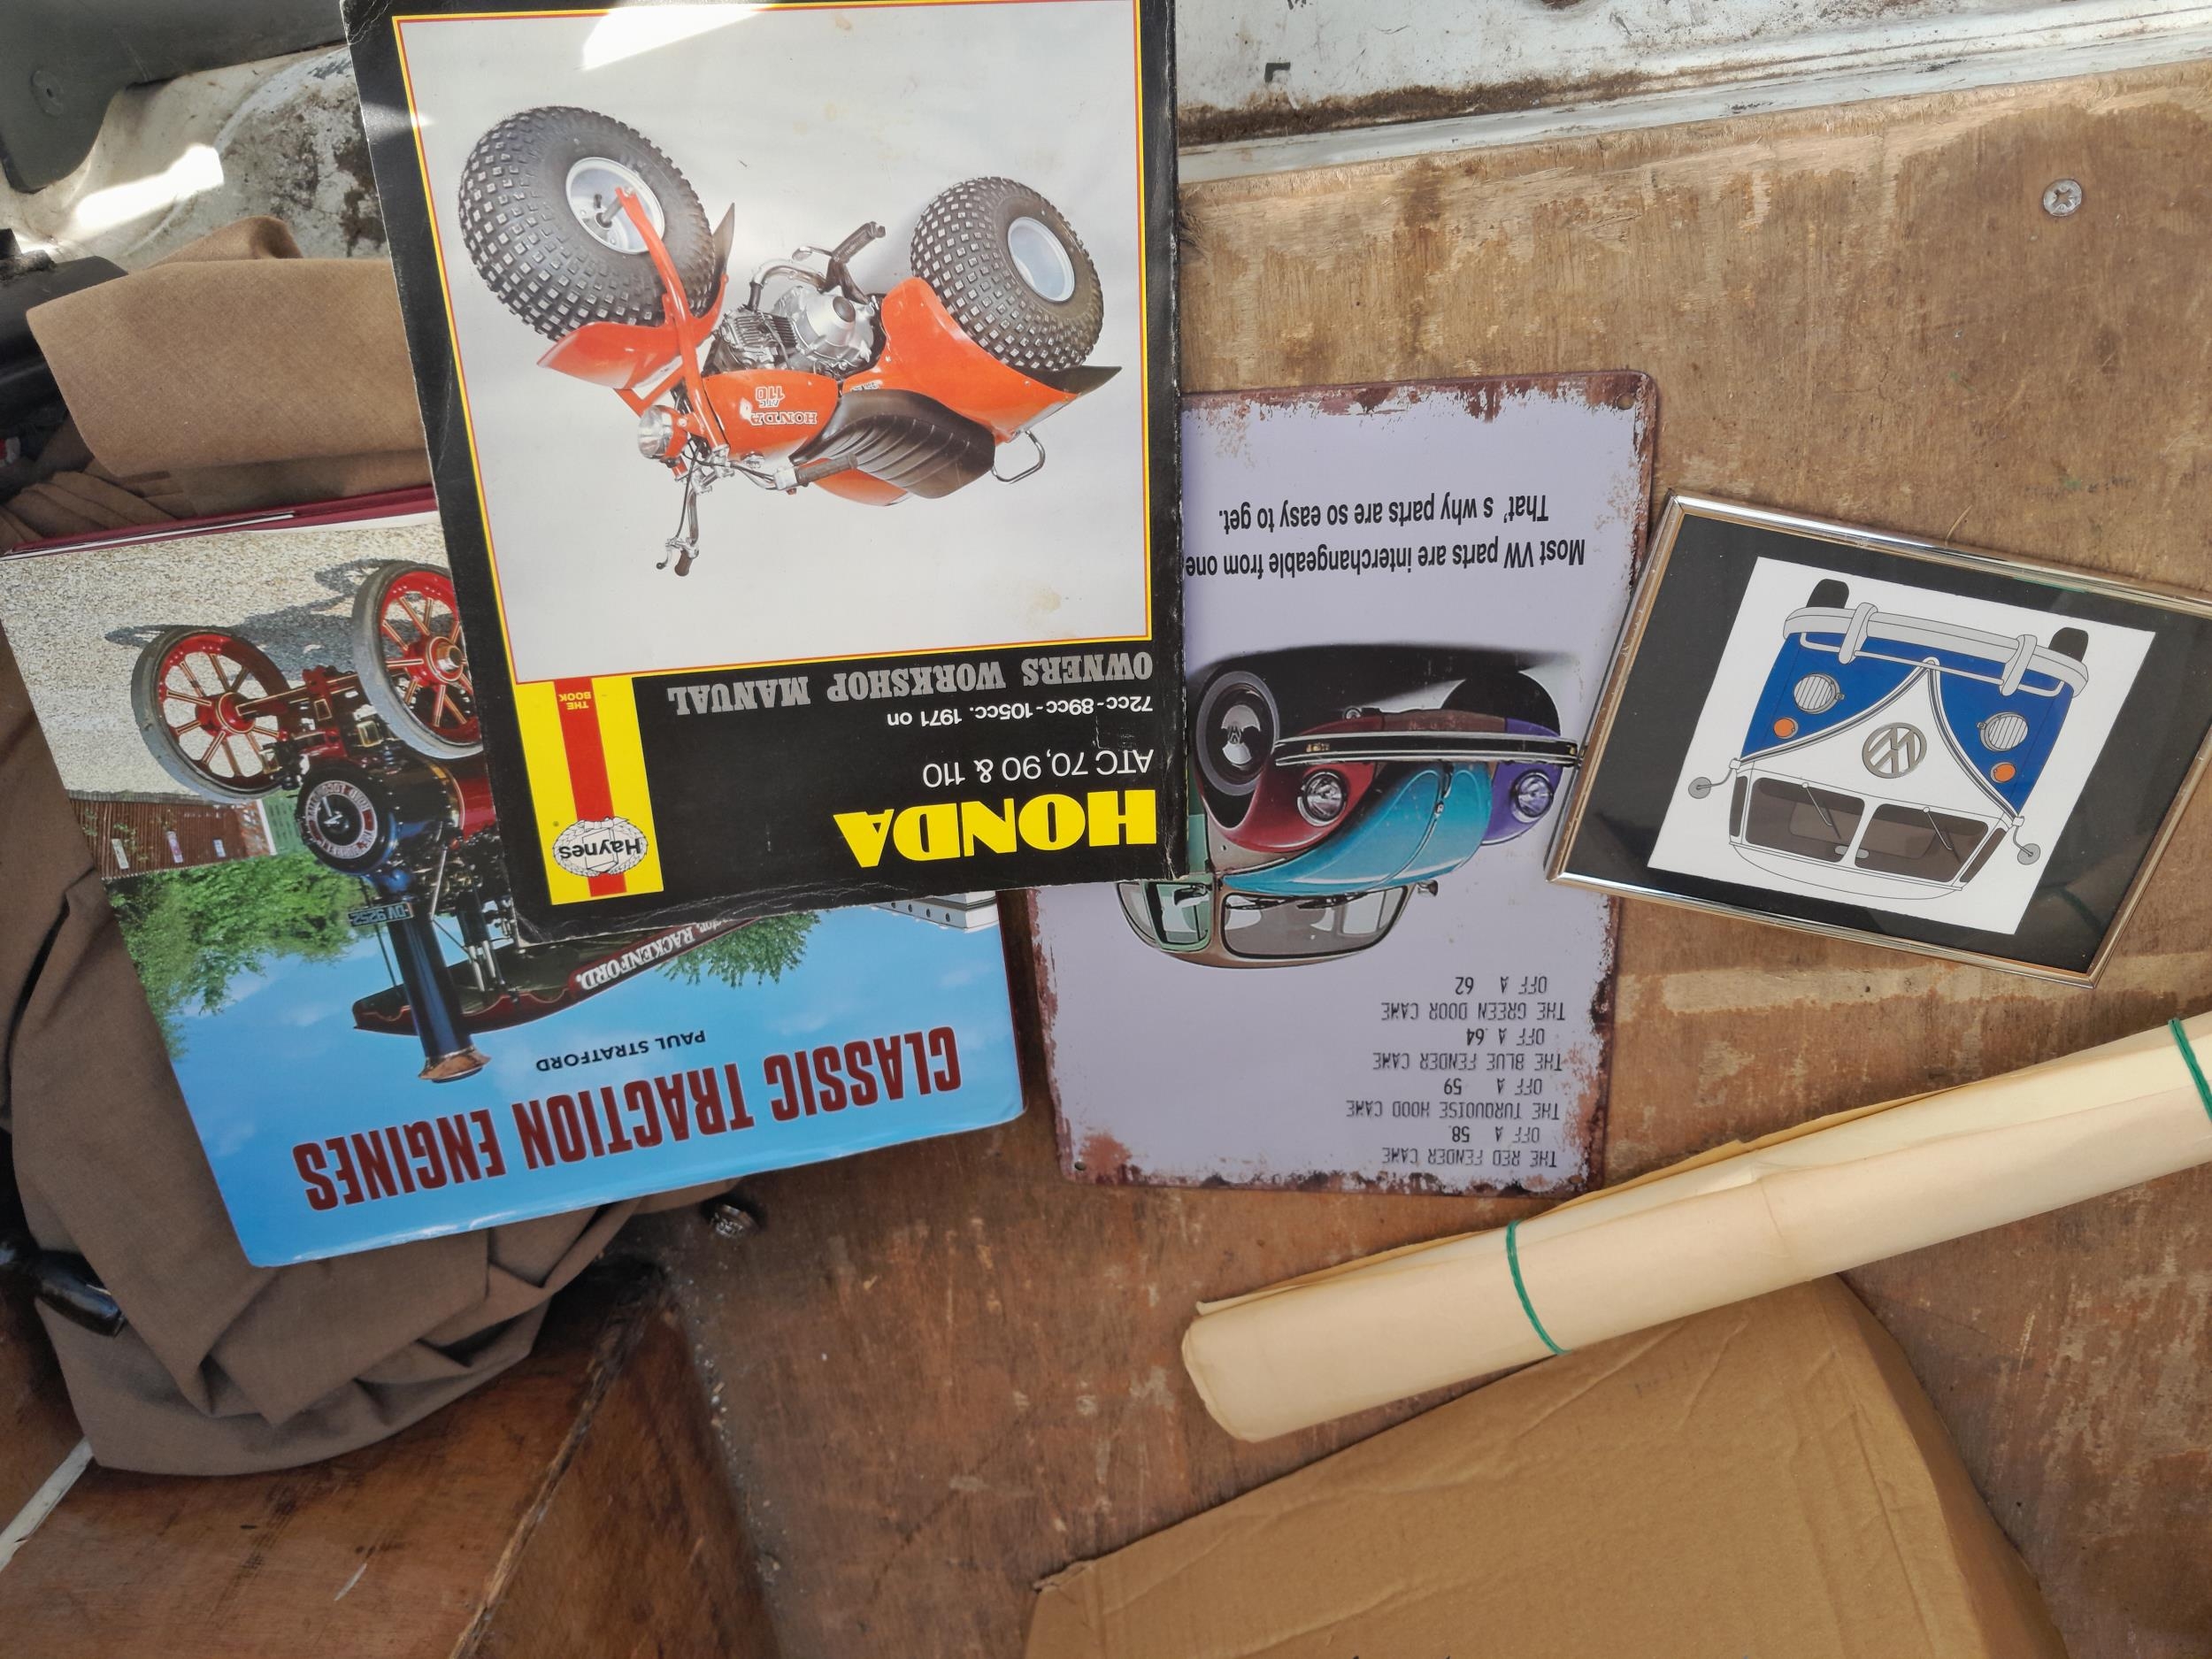 HONDA
ATC 70, 90 & 110
72cc - 89cc - 105cc. 1971 on
OWNERS WORKSHOP MANUAL
Haynes
THE
BOOK
HONDA
ATC
110
CLASSIC TRACTION ENGINES
PAUL STRATFORD
RACKENFORD.
THE RED FENDER CAME
OFF A 58.
THE TURQUOISE HOOD CAME
OFF A 59
THE BLUE FENDER CAME
OFF A 64
THE GREEN DOOR CAME
OFF A 62
Most VW parts are interchangeable from one
That's why parts are so easy to get.